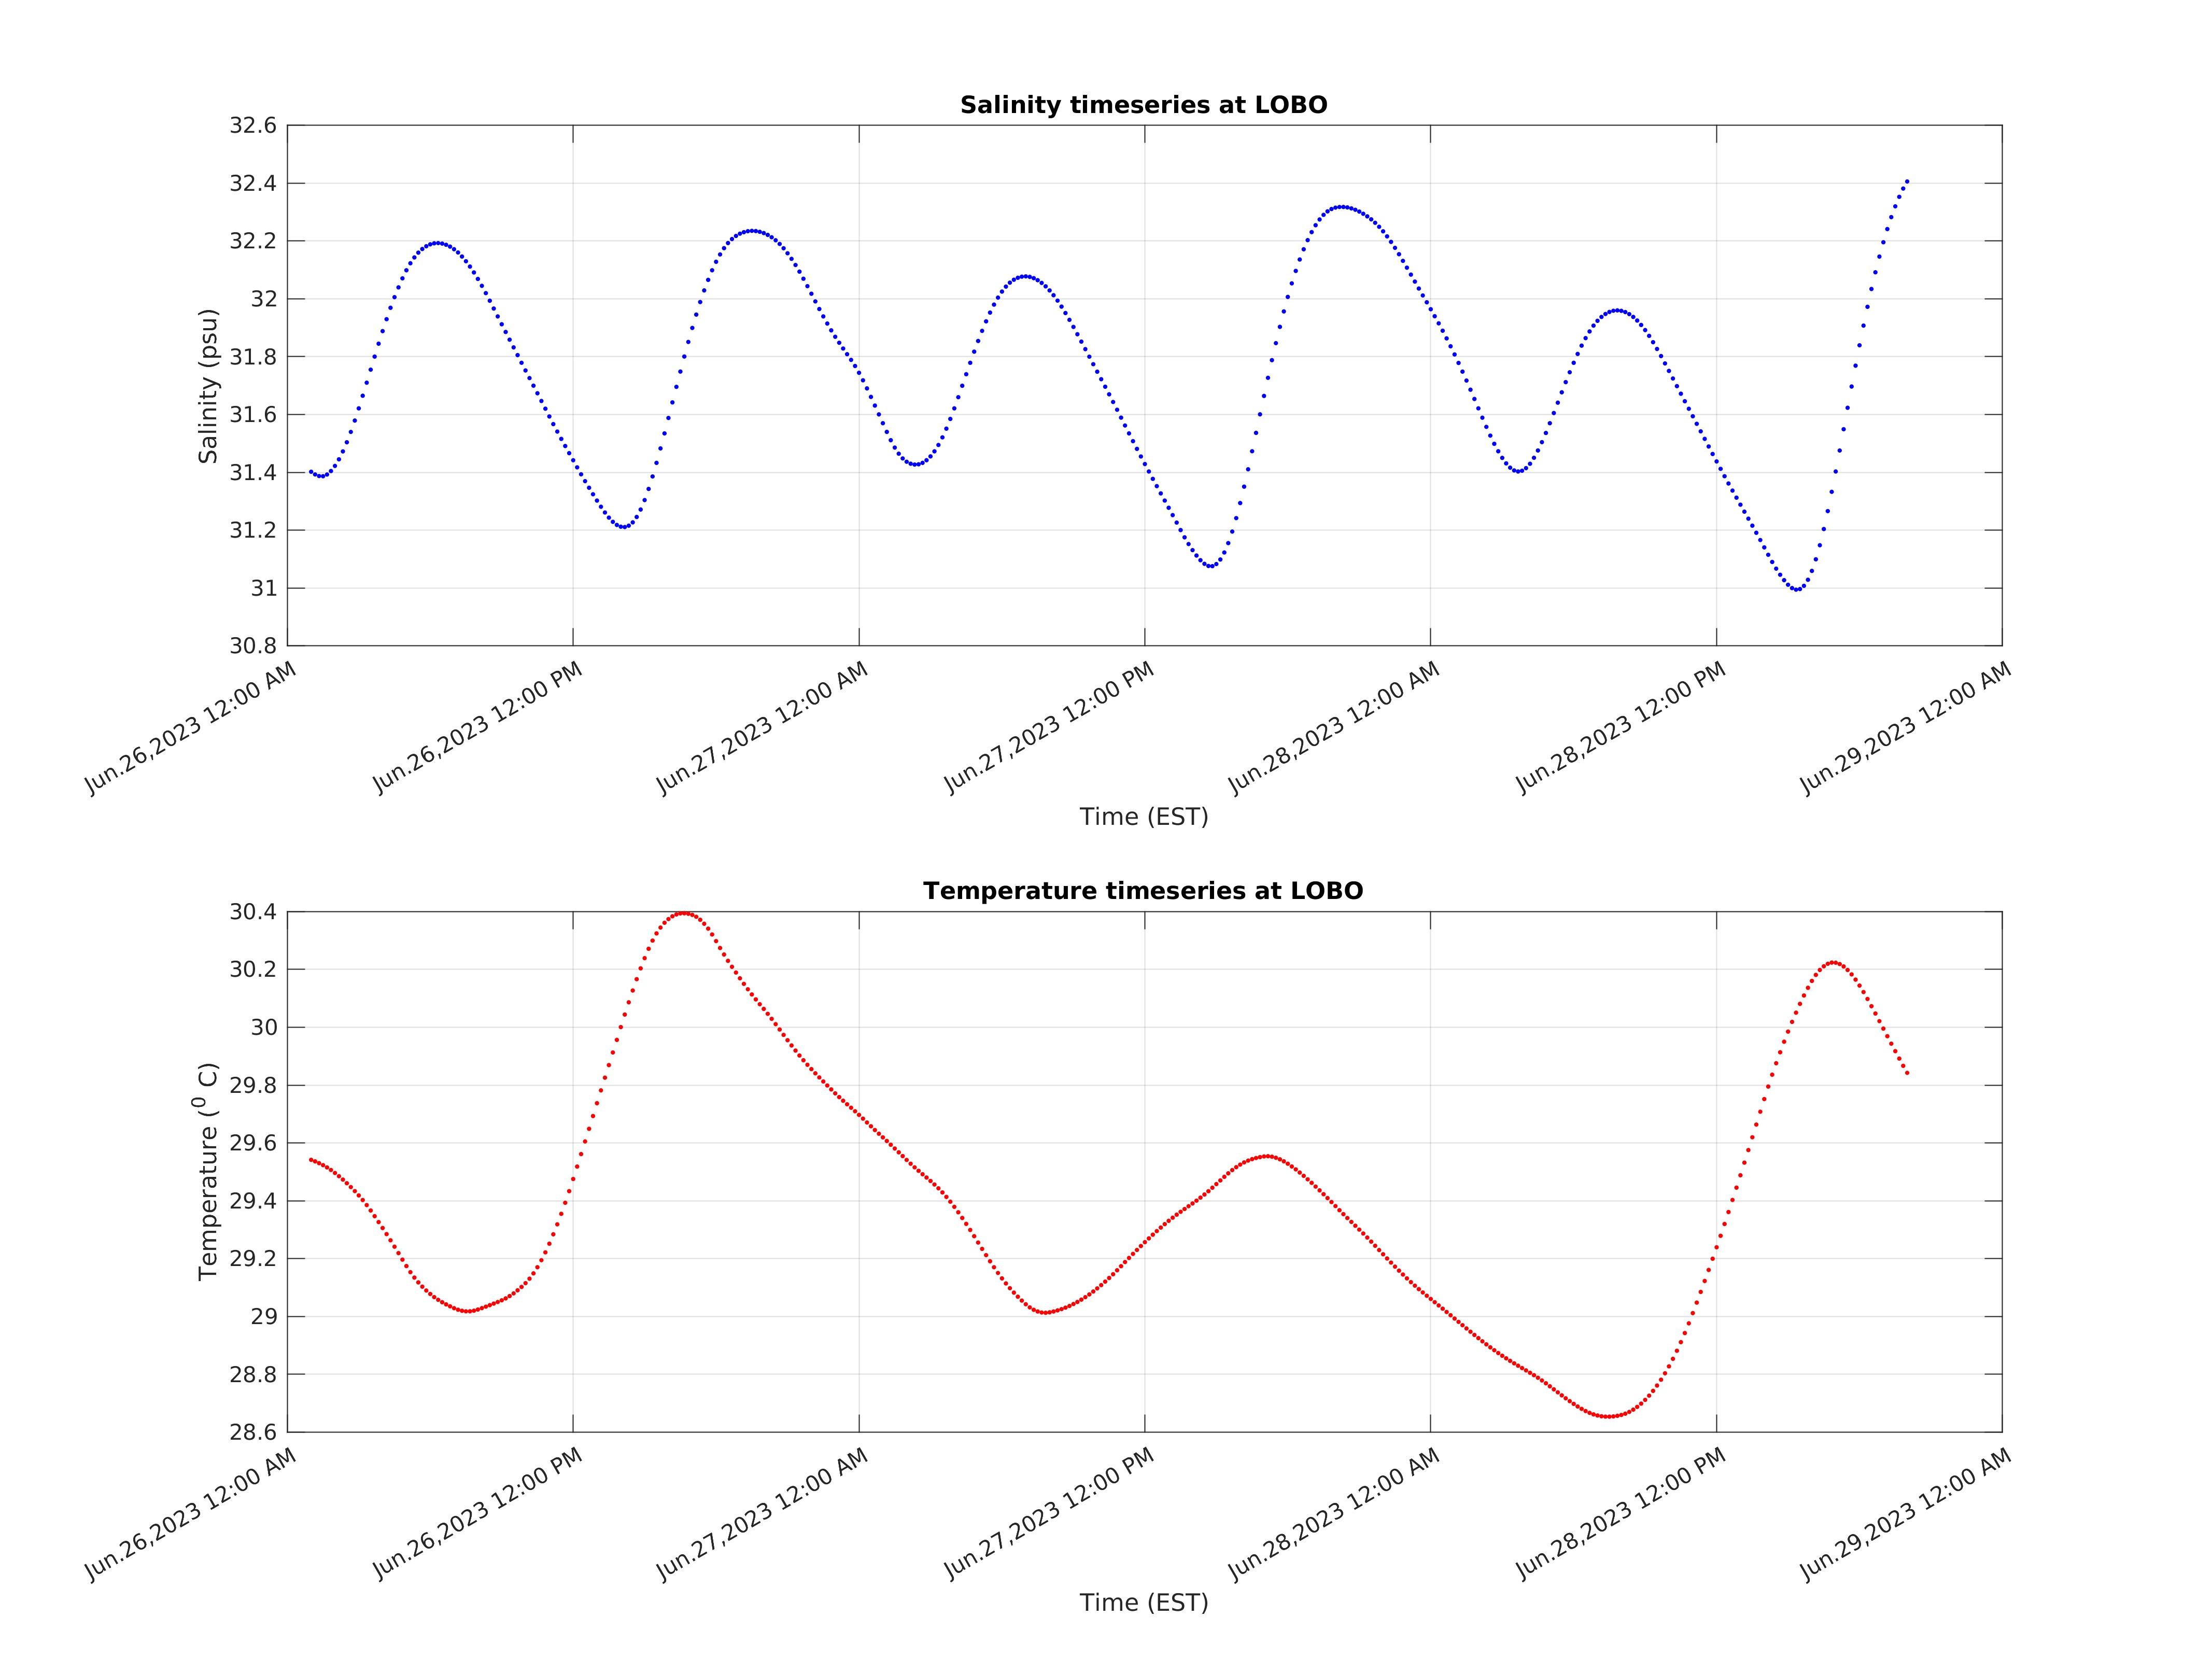 Salinity timeseries at LOBO
Salinity (psu)
32.6
32.4
32.2
32
31.8
31.6
31.4
31.2
31
30.8
Jun.26,2023 12:00 AM
Jun.26,2023 12:00 PM
Jun.27,2023 12:00 AM
Jun.27,2023 12:00 PM
Jun.28,2023 12:00 AM
Jun.28,2023 12:00 PM
Jun.29,2023 12:00 AM
Time (EST)
Temperature timeseries at LOBO
Temperature (⁰ C)
30.4
30.2
30
29.8
29.6
29.4
29.2
29
28.8
28.6
Jun.26,2023 12:00 AM
Jun.26,2023 12:00 PM
Jun.27,2023 12:00 AM
Jun.27,2023 12:00 PM
Jun.28,2023 12:00 AM
Jun.28,2023 12:00 PM
Jun.29,2023 12:00 AM
Time (EST)